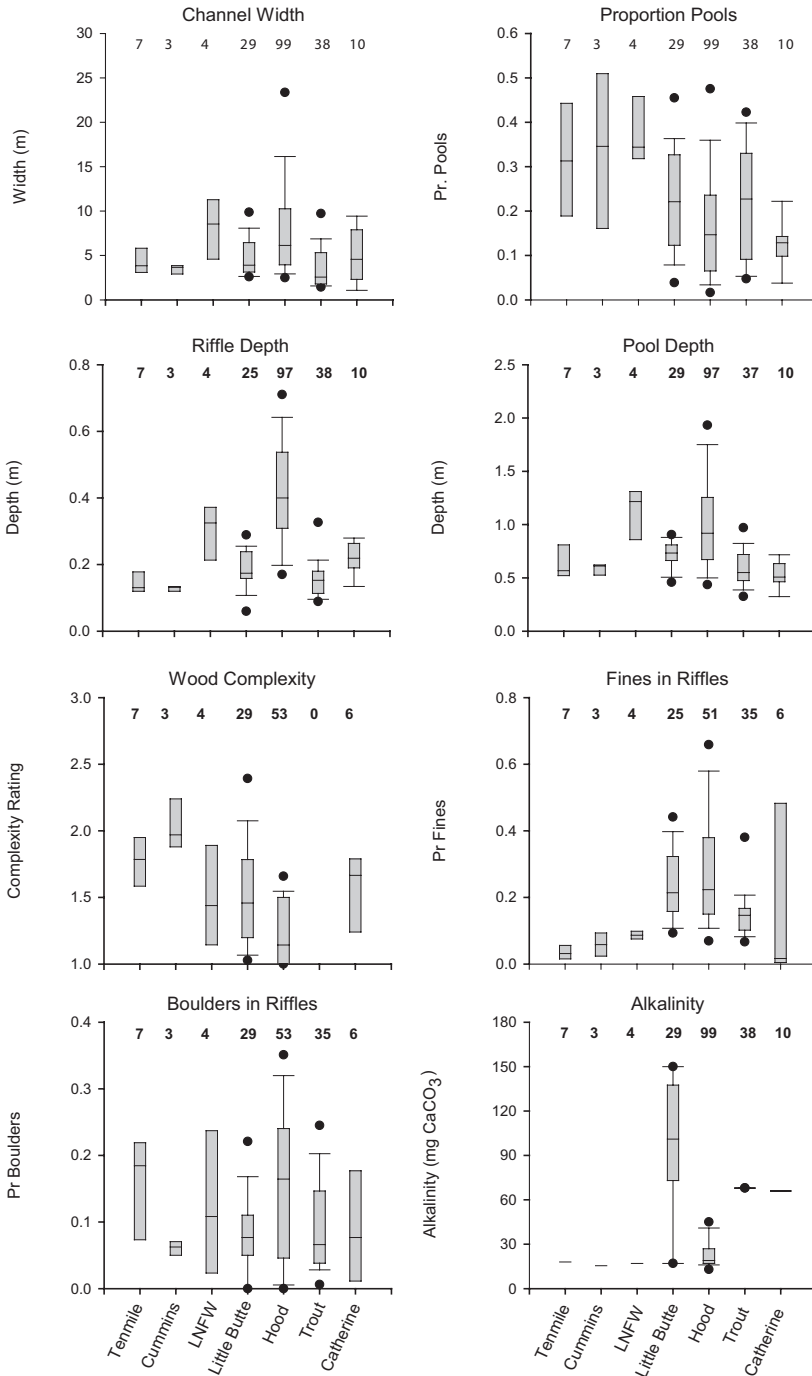 Channel Width
7 3 4 29 99 38 10
30
25
20
15
10
5
0
Width (m)
Proportion Pools
7 3 4 29 99 38 10
0.6
0.5
0.4
0.3
0.2
0.1
0.0
Pr. Pools
Riffle Depth
7 3 4 25 97 38 10
0.8
0.6
0.4
0.2
0.0
Depth (m)
Pool Depth
7 3 4 29 97 37 10
2.5
2.0
1.5
1.0
0.5
0.0
Depth (m)
Wood Complexity
7 3 4 29 53 0 6
3.0
2.5
2.0
1.5
1.0
Complexity Rating
Fines in Riffles
7 3 4 25 51 35 6
0.8
0.6
0.4
0.2
0.0
Pr Fines
Boulders in Riffles
7 3 4 29 53 35 6
0.4
0.3
0.2
0.1
0.0
Pr Boulders
Tenmile
Cummins
LNFW
Little Butte
Hood
Trout
Catherine
Alkalinity
7 3 4 29 99 38 10
180
150
120
90
60
30
0
Alkalinity (mg CaCO3)
Tenmile
Cummins
LNFW
Little Butte
Hood
Trout
Catherine